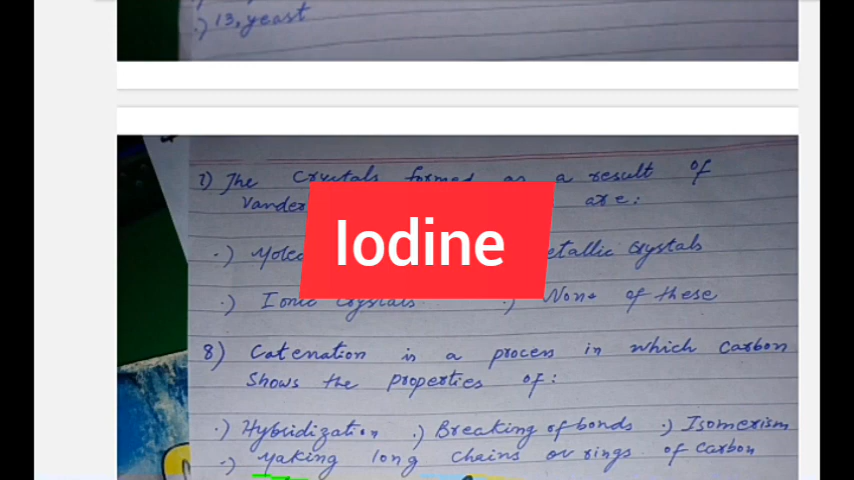 .) 13, yeast
7) The Crystals formed as a result of
Vander are:
Iodine
.) etallic Crystals
.) Ionic Crystals .) None of these
8) Catenation is a process in which carbon
Shows the properties of:
.) Hybridization .) Breaking of bonds .) Isomerism
.) Making long chains or rings of carbon